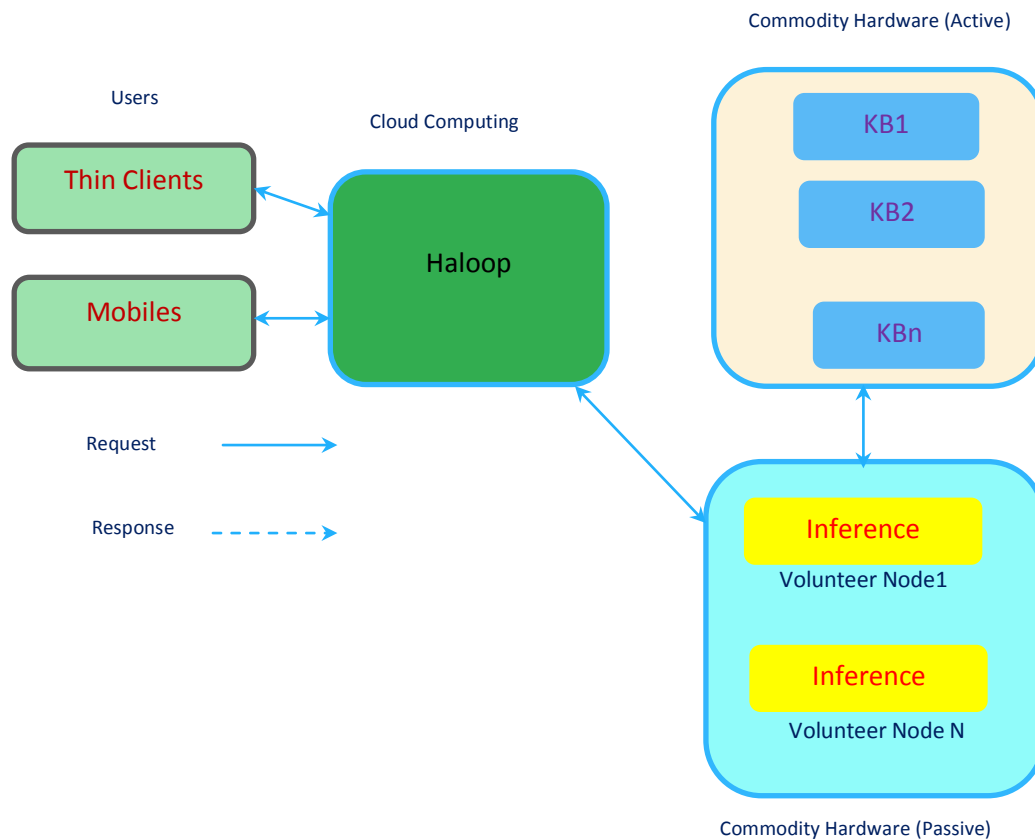 Commodity Hardware (Active)
Users
Cloud Computing
KB1
Thin Clients
KB2
Haloop
Mobiles
KBn
Request
Response
Inference
Volunteer Node1
Inference
Volunteer Node N
Commodity Hardware (Passive)